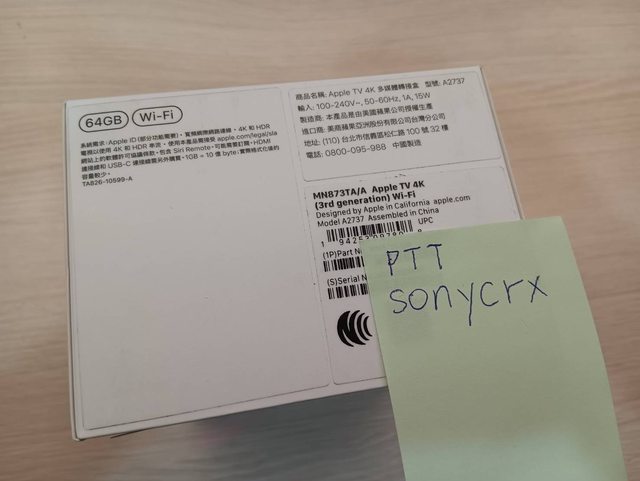 64GB Wi-Fi
系統需求：Apple ID (部分功能需要)，寬頻網際網路連線，4K 和 HDR
電視以使用 4K 和 HDR 串流。使用本產品需接受 apple.com/legal/sla
網站上的軟體許可協議條款。包含 Siri Remote。可能需要訂閱。HDMI
連接線和 USB-C 連接線需另外購買。1GB = 10 億 byte；實際格式化後的
容量較少。
TA826-10599-A
商品名稱：Apple TV 4K 多媒體轉接盒 型號：A2737
輸入：100-240V~, 50-60Hz, 1A, 15W
製造商：本產品是由美國蘋果公司授權生產
進口商：美商蘋果亞洲股份有限公司台灣分公司
地址：(110) 台北市信義區松仁路 100 號 32 樓
電話：0800-095-988 中國製造
MN873TA/A Apple TV 4K
(3rd generation) Wi-Fi
Designed by Apple in California apple.com
Model A2737 Assembled in China
UPC
1
(1P)Part N
(S)Serial N
PTT
sonycrx